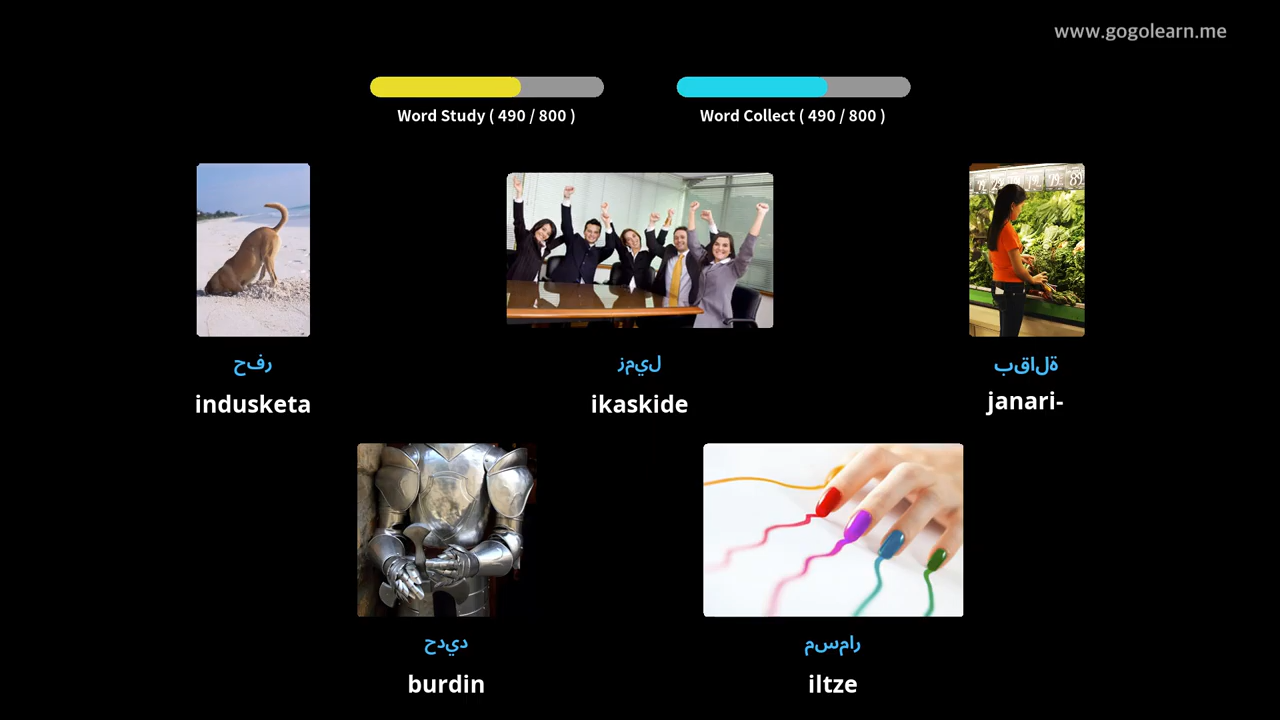 www.gogolearn.me
Word Study ( 490 / 800 )
Word Collect ( 490 / 800 )
حفر
indusketa
زميل
ikaskide
بقالة
janari-
حديد
burdin
مسمار
iltze